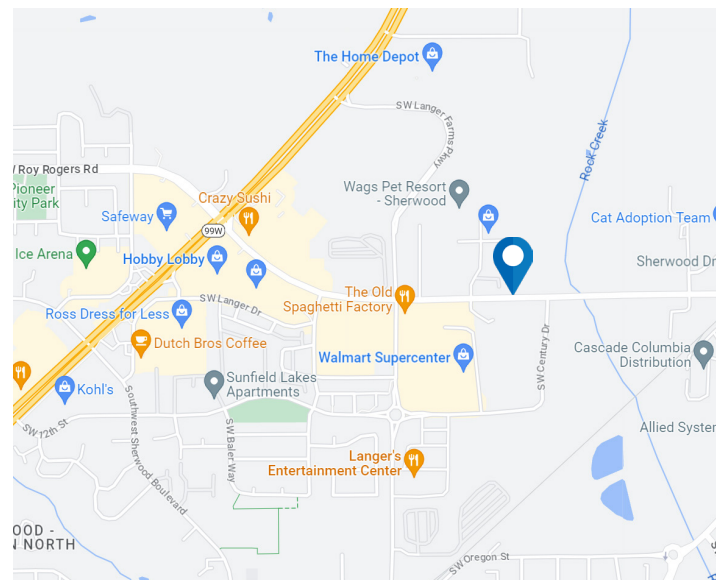 The Home Depot
SW Langer Farms Pkwy
Rock Creek
Roy Rogers Rd
Pioneer
ity Park
Wags Pet Resort
- Sherwood
Crazy Sushi
Safeway
Cat Adoption Team
99W
Ice Arena
Hobby Lobby
Sherwood Dr
The Old
Spaghetti Factory
SW Langer Dr
Ross Dress for Less
Dutch Bros Coffee
SW Century Dr
Cascade Columbia
Distribution
Walmart Supercenter
Sunfield Lakes
Apartments
Kohl's
Southwest Sherwood Boulevard
SW 12th St
SW Baler Way
Allied System
Langer's
Entertainment Center
OOD -
N NORTH
SW Oregon St